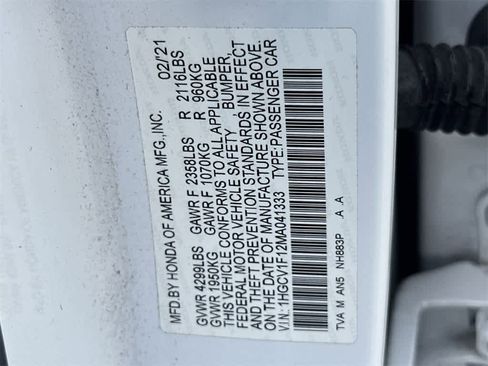 MFD.BY HONDA OF AMERICA MFG.,INC. 02/21
GVWR 4299LBS GAWR F 2358LBS R 2116LBS
GVWR 1950KG GAWR F 1070KG R 960KG
THIS VEHICLE CONFORMS TO ALL APPLICABLE
FEDERAL MOTOR VEHICLE SAFETY, BUMPER,
AND THEFT PREVENTION STANDARDS IN EFFECT
ON THE DATE OF MANUFACTURE SHOWN ABOVE.
V.I.N.: 1HGCV1F12MA041333 TYPE:PASSENGER CAR
TVA M AN5 NH883P A A